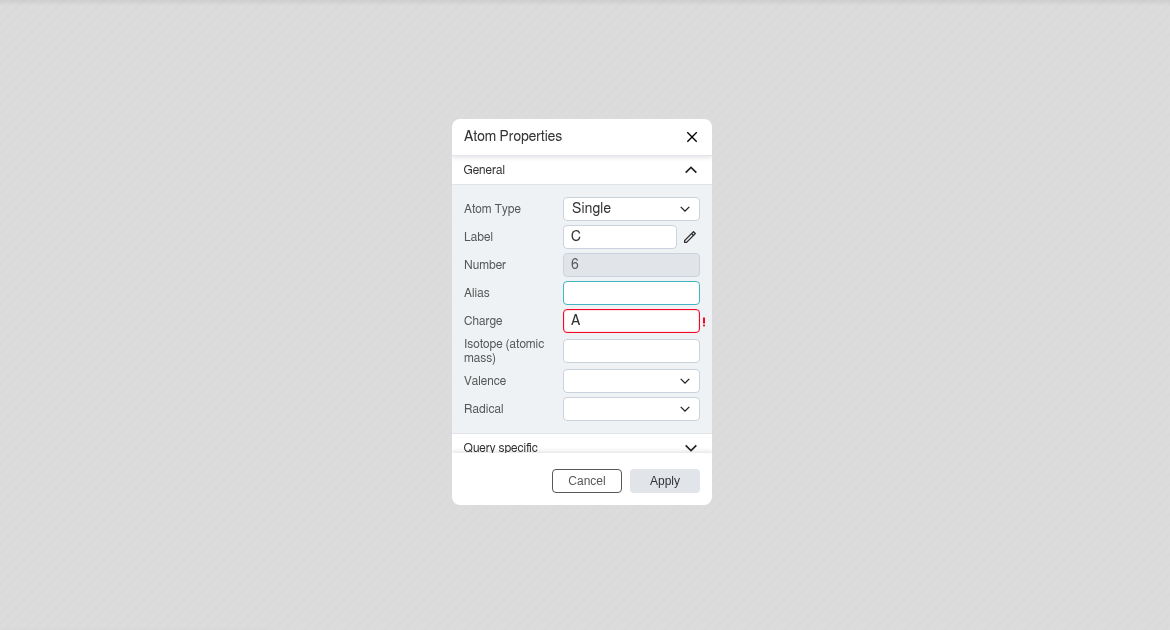 Atom Properties
General
Atom Type Single
Label C
Number 6
Alias
Charge A !
Isotope (atomic
mass)
Valence
Radical
Query specific
Cancel Apply